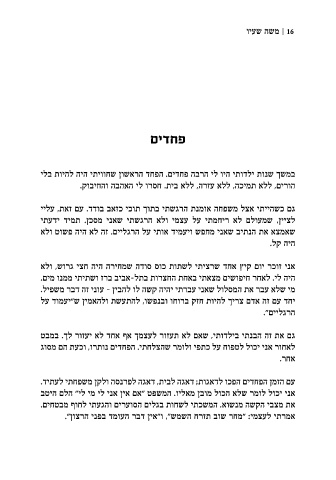 16 | משה שעיו
פחדים
במשך שנות ילדותי היו לי הרבה פחדים. הפחד הראשון שחוויתי היה להיות בלי
הורים, ללא תמיכה, ללא עזרה, ללא בית. חסרו לי האהבה והחיבוק.
גם כשהייתי אצל משפחה אומנת הרגשתי בתוך תוכי כזאב בודד. עם זאת, עליי
לציין, שמעולם לא ריחמתי על עצמי ולא הרגשתי שאני מסכן, תמיד ידעתי
שאמצא את הנתיב שאני מחפש ויעמיד אותי על הרגליים. זה לא היה פשוט ולא
היה קל.
אני זוכר יום קיץ אחד שרציתי לשתות כוס סודה שמחירה היה חצי גרוש, ולא
היה לי. לאחר חיפושים מצאתי באחת החצרות בתל-אביב ברז ושתיתי ממנו מים.
מי שלא עבר את המסלול שאני עברתי יהיה קשה לו להבין - עוני זה דבר משפיל.
יחד עם זה אדם צריך להיות חזק ברוחו ובנפשו, להתעשת ולהאמין ש"יעמוד על
הרגליים".
גם את זה הבנתי בילדותי, שאם לא תעזור לעצמך אף אחד לא יעזור לך. במבט
לאחור אני יכול לטפוח על כתפי ולומר שהצלחתי. הפחדים נותרו, וכעת הם מסוג
אחר.
עם הזמן הפחדים הפכו לדאגות; דאגה לבית, דאגה לפרנסה ולקן משפחתי לעתיד.
אני יכול לומר שלא הכול מובן מאליו. המשפט "אם אין אני לי מי לי" הלם היטב
את מצבי הקשה מנשוא. המשכתי לשחות בגלים הסוערים והגעתי לחוף מבטחים.
אמרתי לעצמי: "מחר שוב תזרח השמש", ו"אין דבר העומד בפני הרצון".